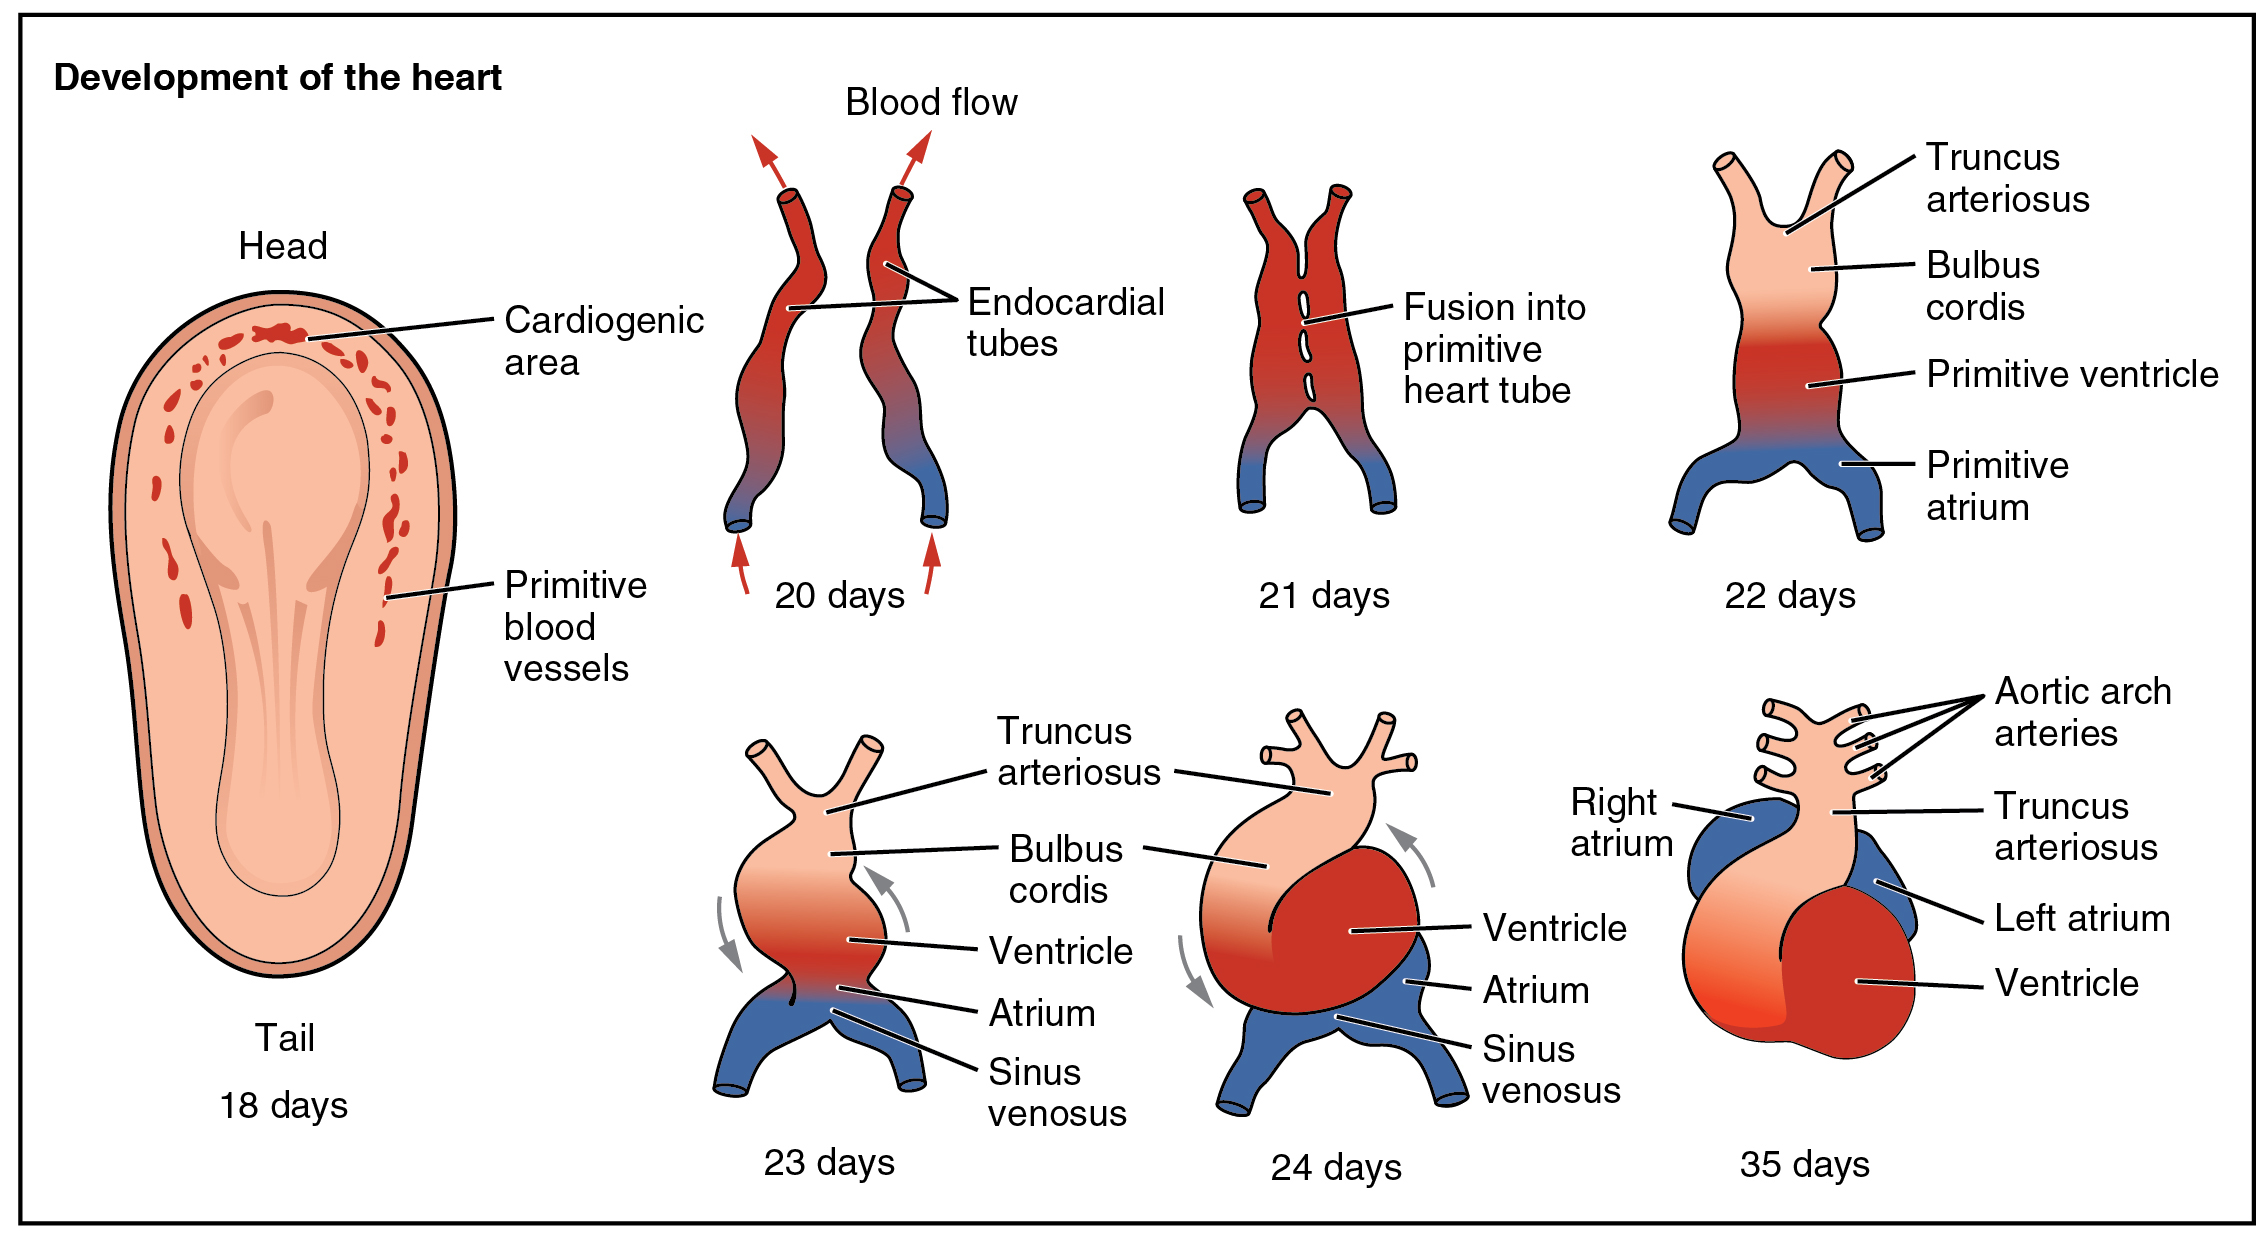 Development of the heart
Head
Cardiogenic
area
Primitive
blood
vessels
Tail
18 days
Blood flow
Endocardial
tubes
20 days
Fusion into
primitive
heart tube
21 days
Truncus
arteriosus
Bulbus
cordis
Primitive ventricle
Primitive
atrium
22 days
Truncus
arteriosus
Bulbus
cordis
Ventricle
Atrium
Sinus
venosus
23 days
Ventricle
Atrium
Sinus
venosus
24 days
Right
atrium
Aortic arch
arteries
Truncus
arteriosus
Left atrium
Ventricle
35 days